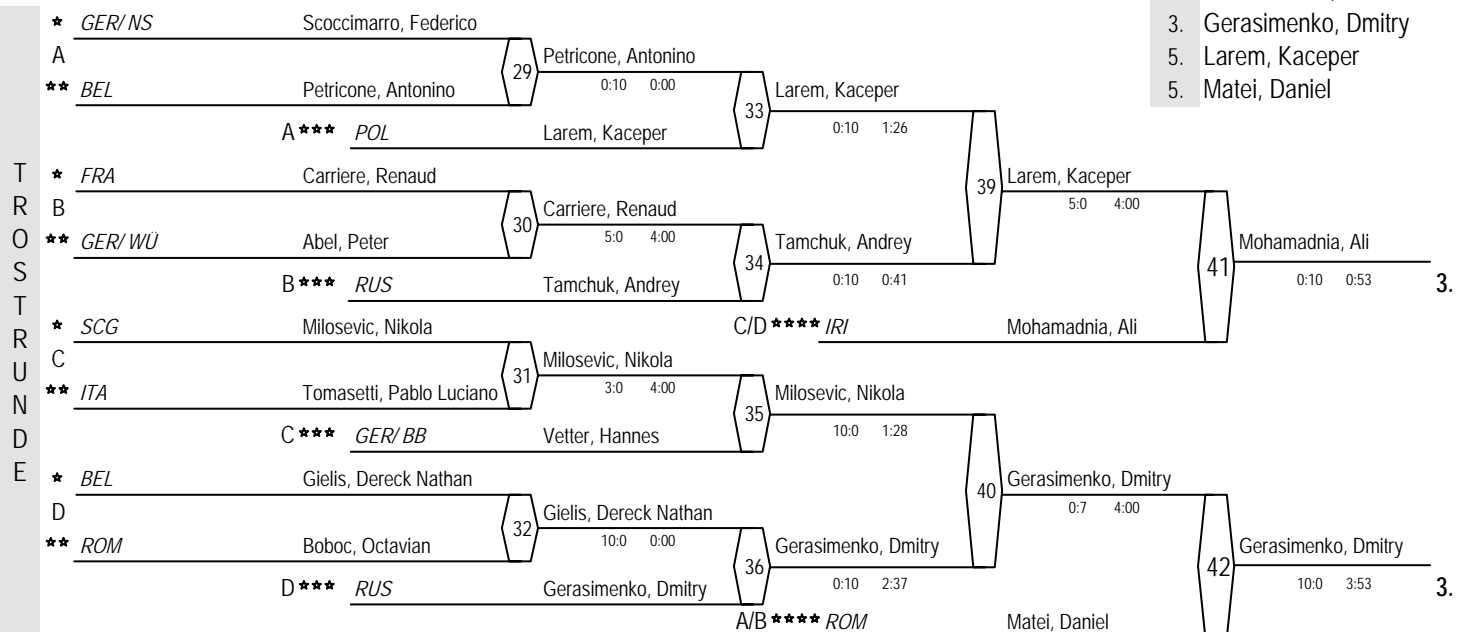 3. Gerasimenko, Dmitry
5. Larem, Kaceper
5. Matei, Daniel
TROSTRUNDE
* GER/NS Scoccimarro, Federico
A
29 Petricone, Antonino
0:10 0:00
** BEL Petricone, Antonino
33 Larem, Kaceper
0:10 1:26
A *** POL Larem, Kaceper
* FRA Carriere, Renaud
39 Larem, Kaceper
5:0 4:00
B
30 Carriere, Renaud
5:0 4:00
** GER/WÜ Abel, Peter
34 Tamchuk, Andrey
0:10 0:41
41 Mohamadnia, Ali
0:10 0:53 3.
B *** RUS Tamchuk, Andrey
* SCG Milosevic, Nikola
C/D **** IRI Mohamadnia, Ali
C
31 Milosevic, Nikola
3:0 4:00
** ITA Tomasetti, Pablo Luciano
35 Milosevic, Nikola
10:0 1:28
C *** GER/BB Vetter, Hannes
* BEL Gielis, Dereck Nathan
40 Gerasimenko, Dmitry
0:7 4:00
D
32 Gielis, Dereck Nathan
10:0 0:00
** ROM Boboc, Octavian
36 Gerasimenko, Dmitry
0:10 2:37
42 Gerasimenko, Dmitry
10:0 3:53 3.
D *** RUS Gerasimenko, Dmitry
A/B **** ROM Matei, Daniel